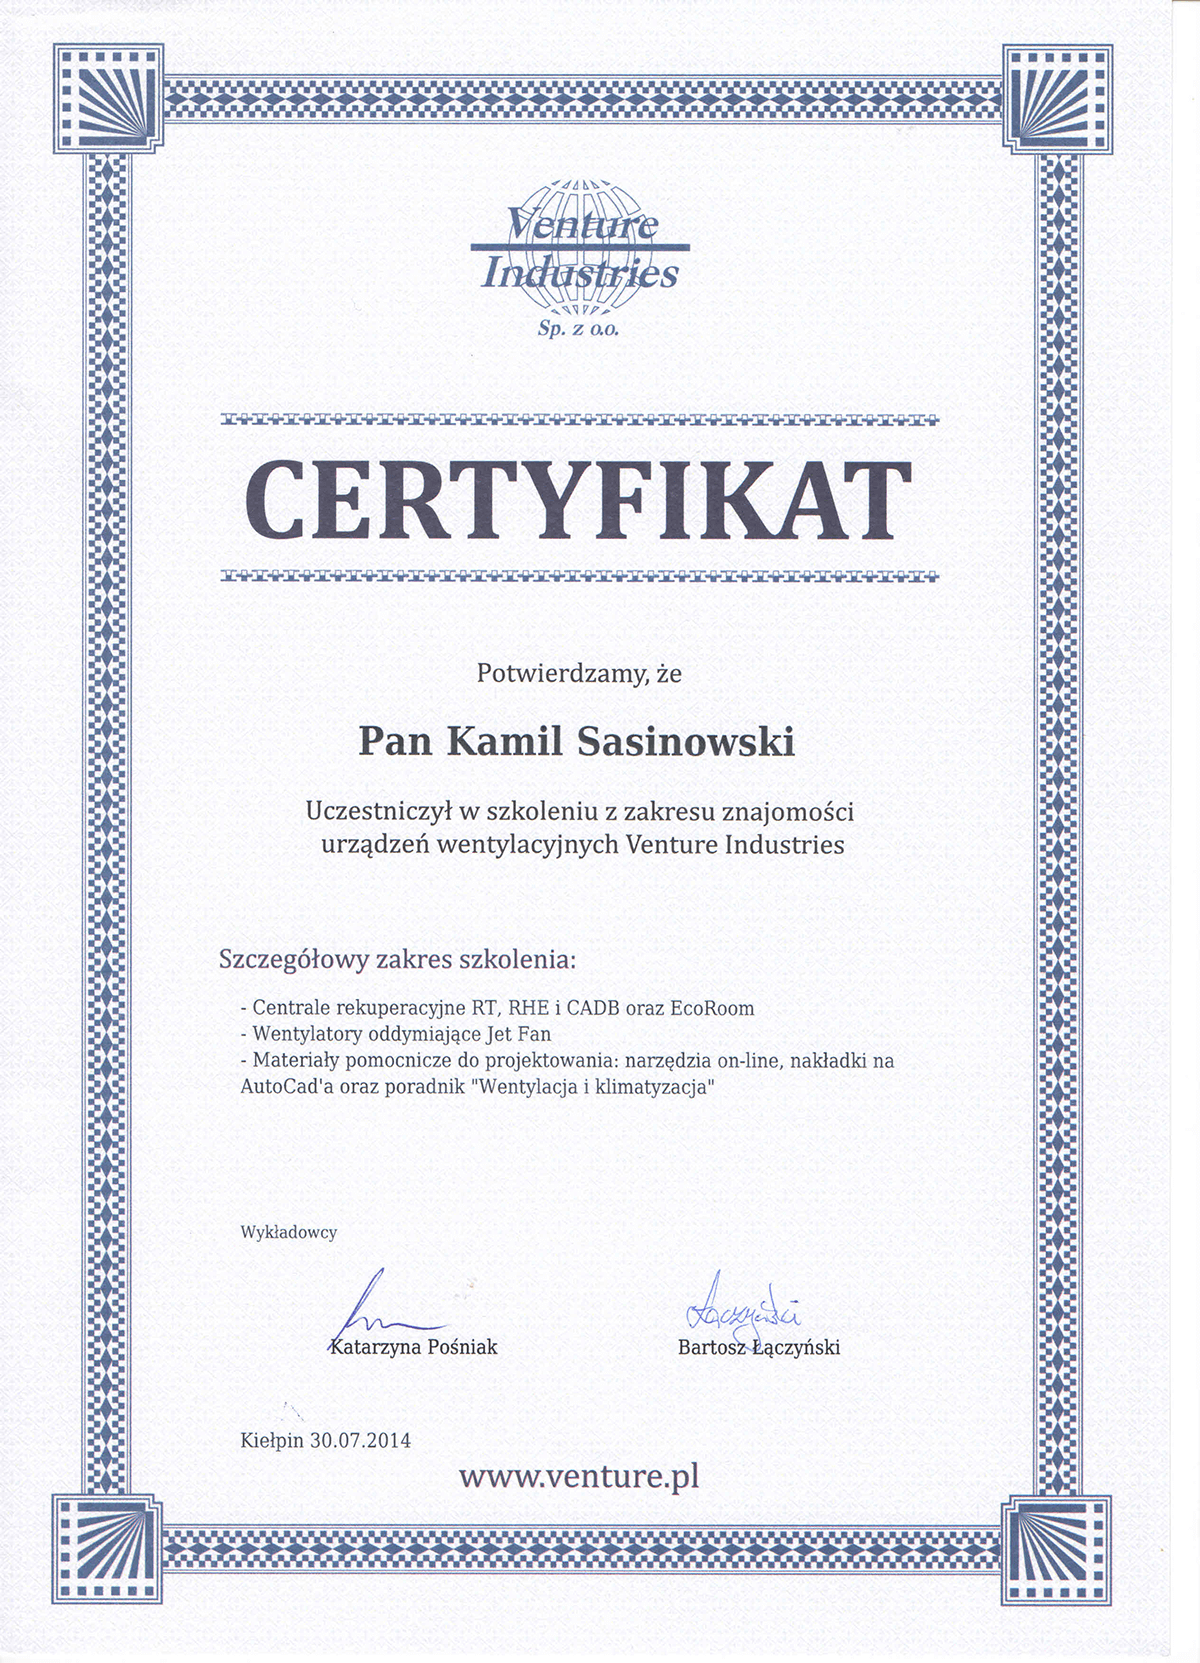 Venture
Industries
Sp. z o.o.
CERTYFIKAT
Potwierdzamy, że
Pan Kamil Sasinowski
Uczestniczył w szkoleniu z zakresu znajomości
urządzeń wentylacyjnych Venture Industries
Szczegółowy zakres szkolenia:
- Centrale rekuperacyjne RT, RHE i CADB oraz EcoRoom
- Wentylatory oddymiające Jet Fan
- Materiały pomocnicze do projektowania: narzędzia on-line, nakładki na
AutoCad'a oraz poradnik "Wentylacja i klimatyzacja"
Wykładowcy
Łączyński
Katarzyna Pośniak Bartosz Łączyński
Kiełpin 30.07.2014
www.venture.pl